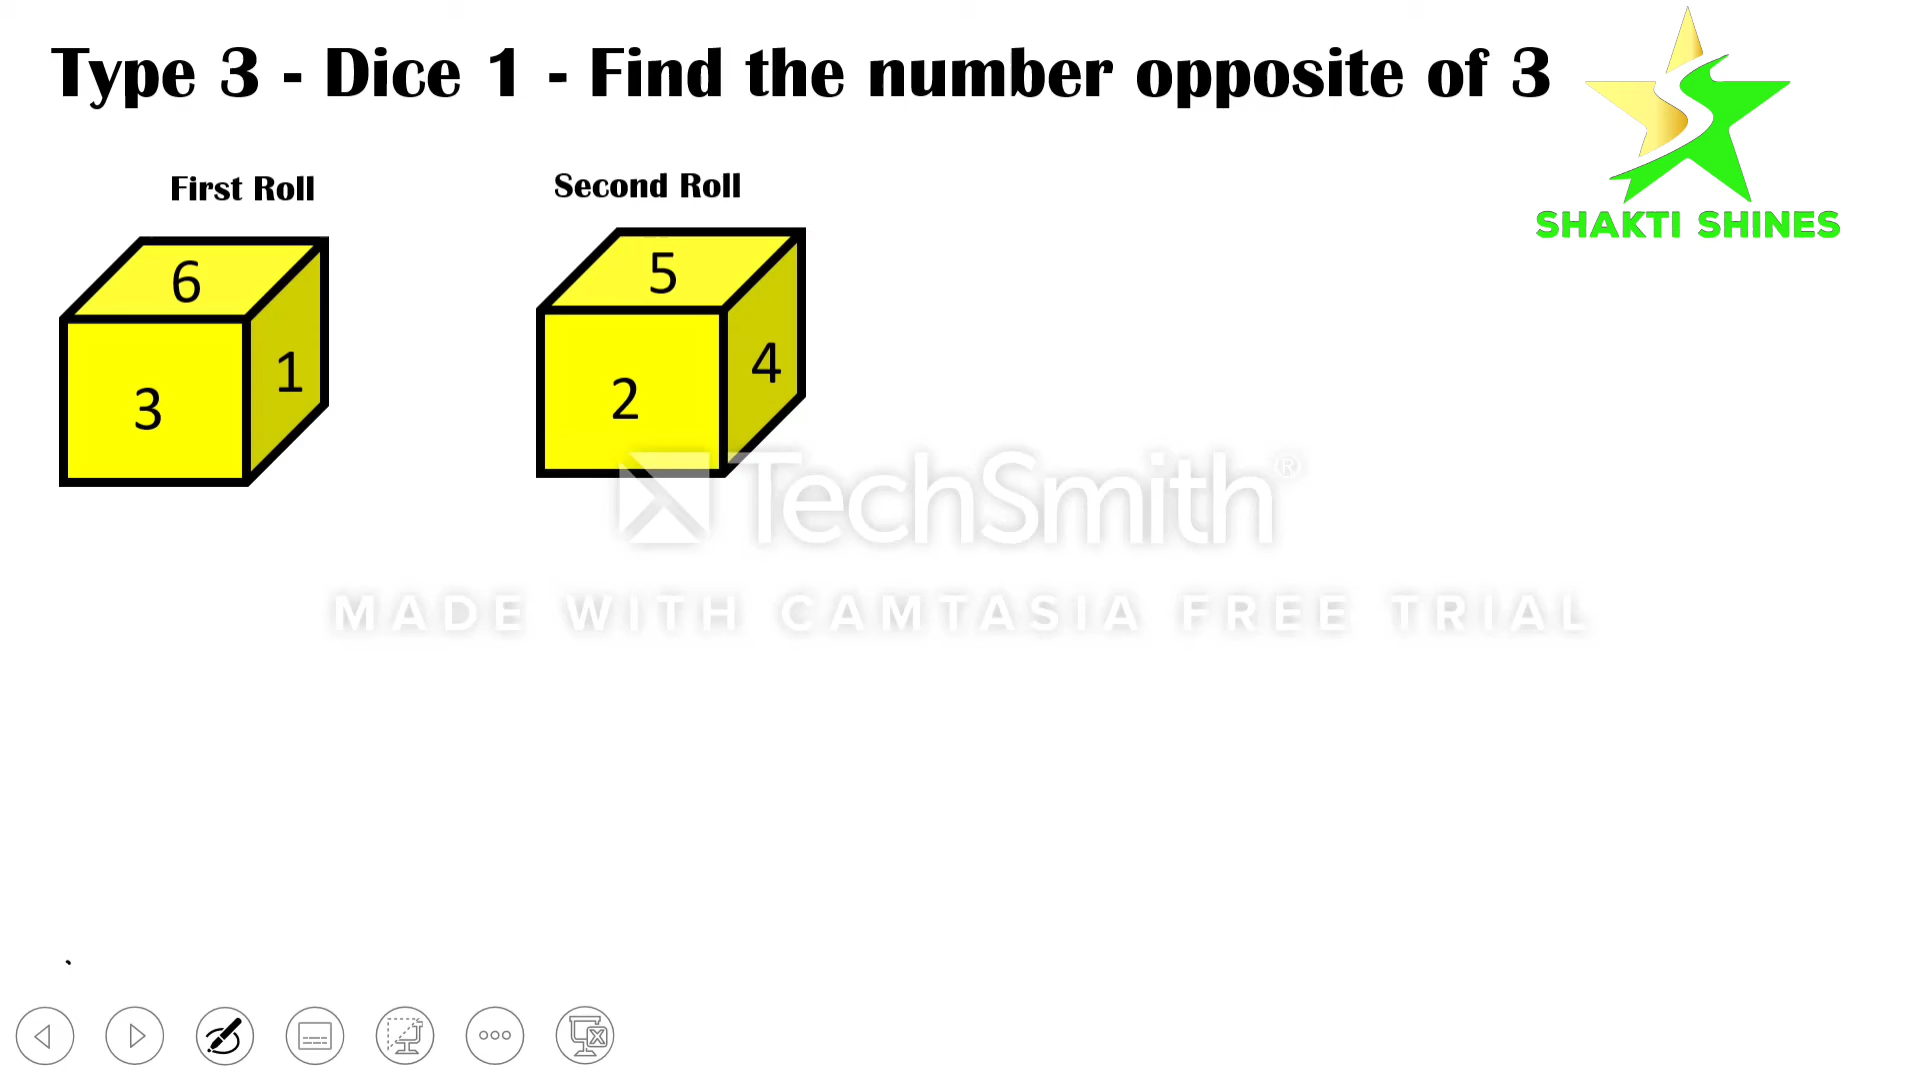 Type 3 - Dice 1 - Find the number opposite of 3
SHAKTI SHINES
First Roll
Second Roll
6
3
1
5
2
4
TechSmith®
MADE WITH CAMTASIA FREE TRIAL